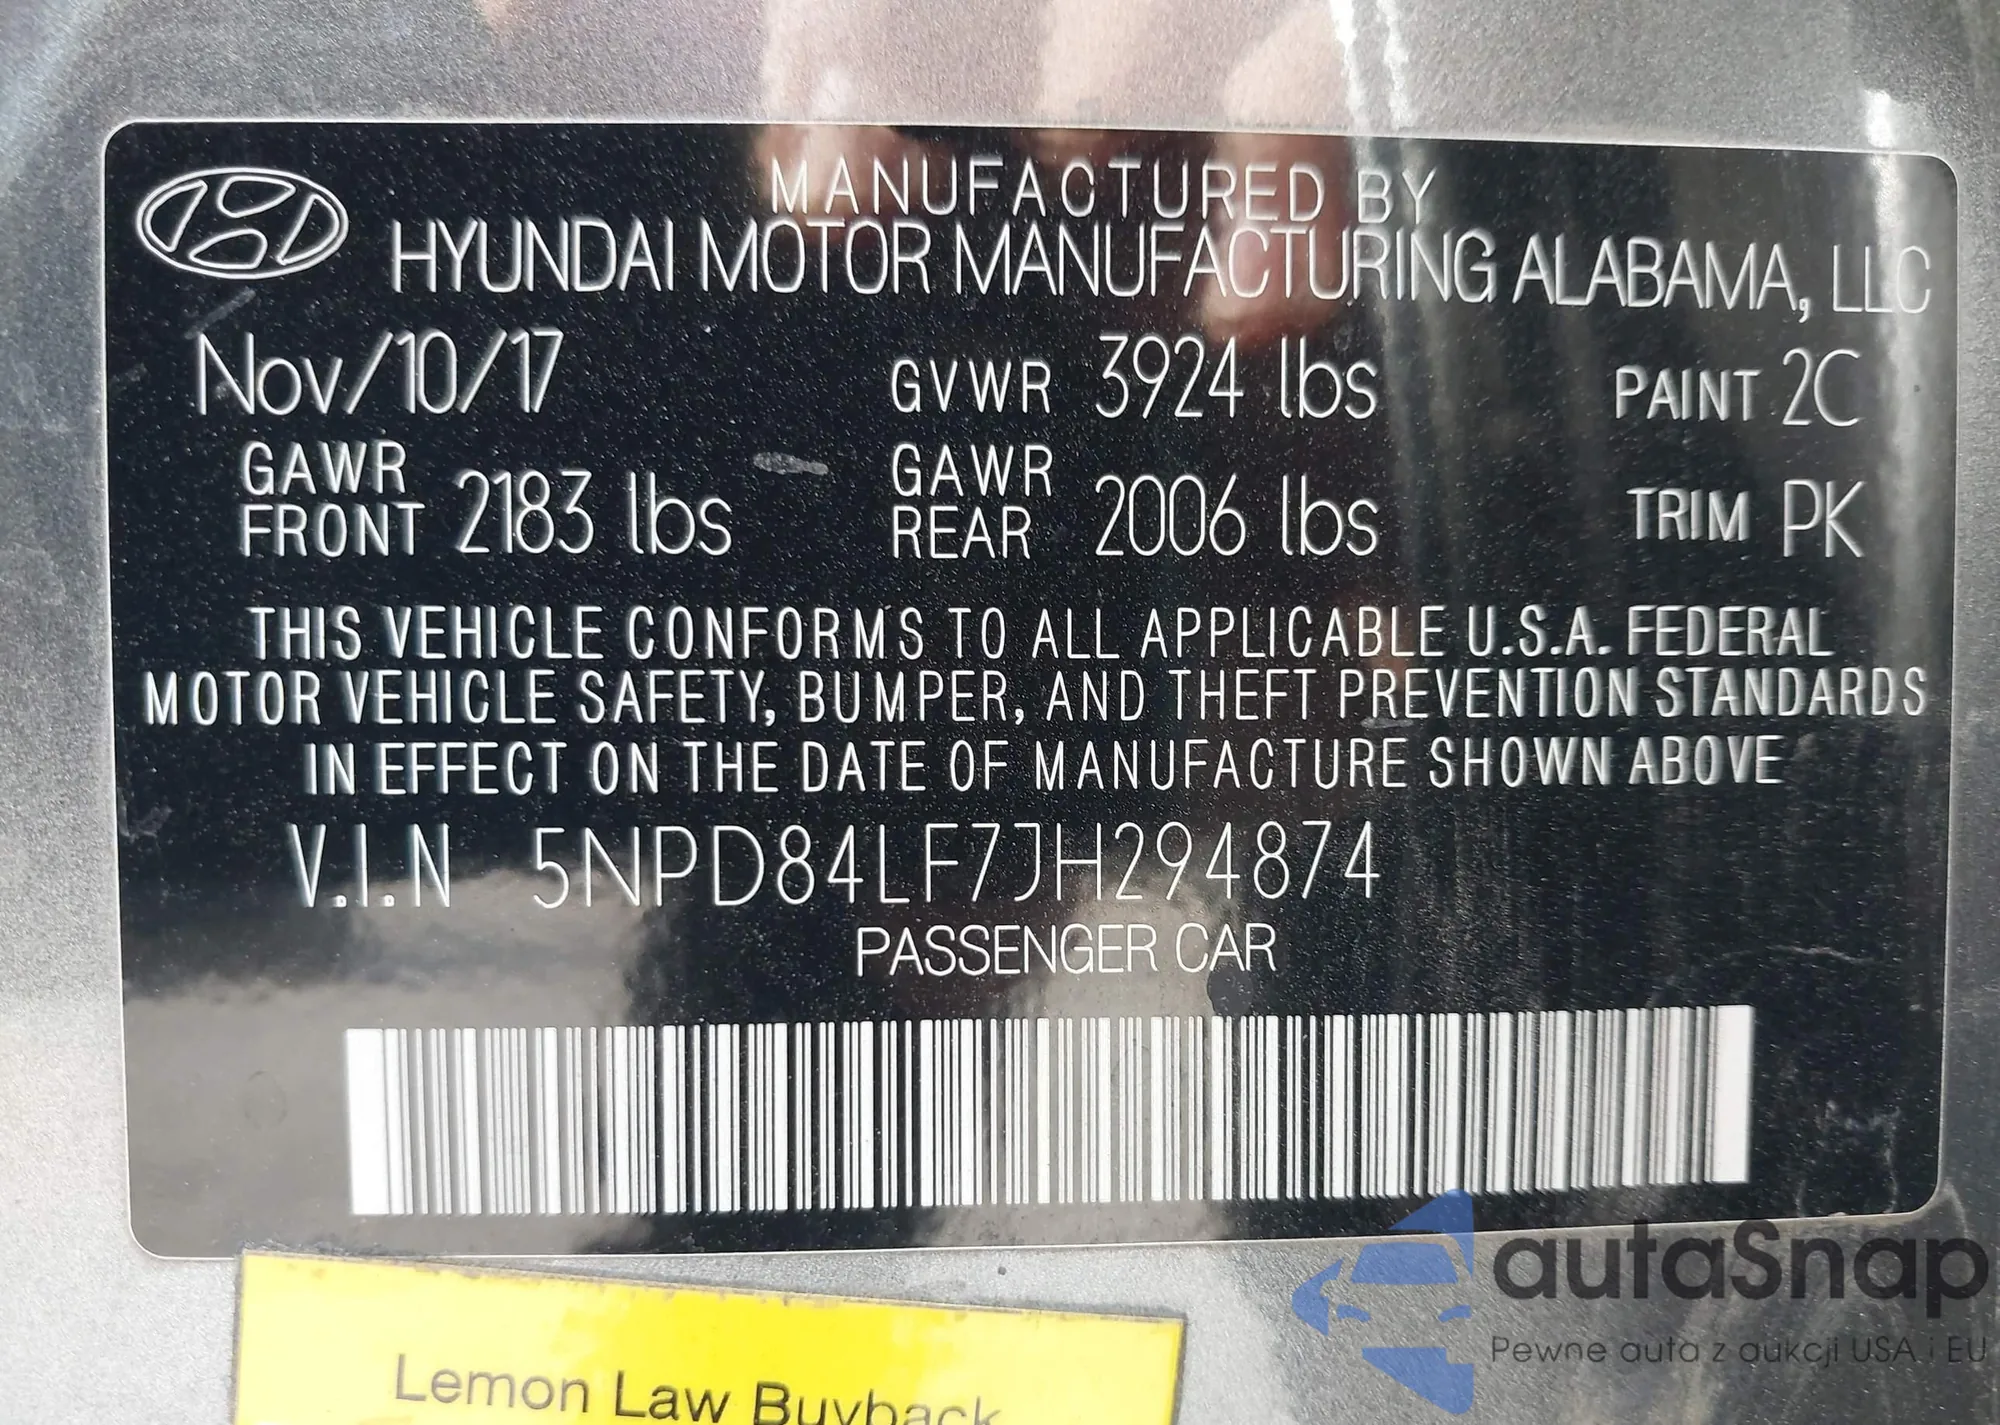 MANUFACTURED BY
HYUNDAI MOTOR MANUFACTURING ALABAMA, LLC
Nov/10/17 GVWR 3924 lbs PAINT 2C
GAWR FRONT 2183 lbs GAWR REAR 2006 lbs TRIM PK
THIS VEHICLE CONFORMS TO ALL APPLICABLE U.S.A. FEDERAL
MOTOR VEHICLE SAFETY, BUMPER, AND THEFT PREVENTION STANDARDS
IN EFFECT ON THE DATE OF MANUFACTURE SHOWN ABOVE
V.I.N 5NPD84LF7JH294874
PASSENGER CAR
autaSnap
Pewne auta z aukcji USA i EU
Lemon Law Buyback